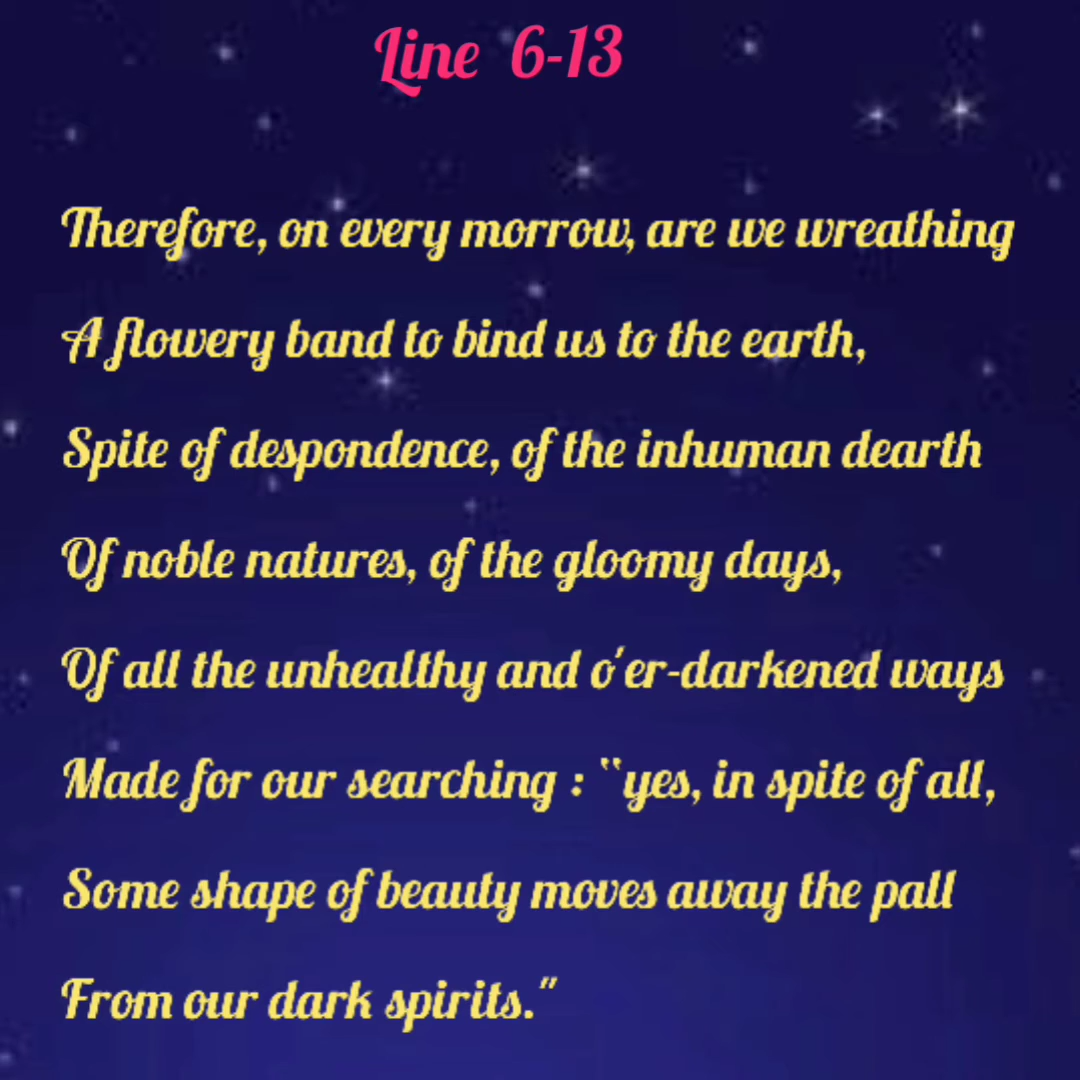 Line 6-13
Therefore, on every morrow, are we wreathing
A flowery band to bind us to the earth,
Spite of despondence, of the inhuman dearth
Of noble natures, of the gloomy days,
Of all the unhealthy and o'er-darkened ways
Made for our searching : "yes, in spite of all,
Some shape of beauty moves away the pall
From our dark spirits."